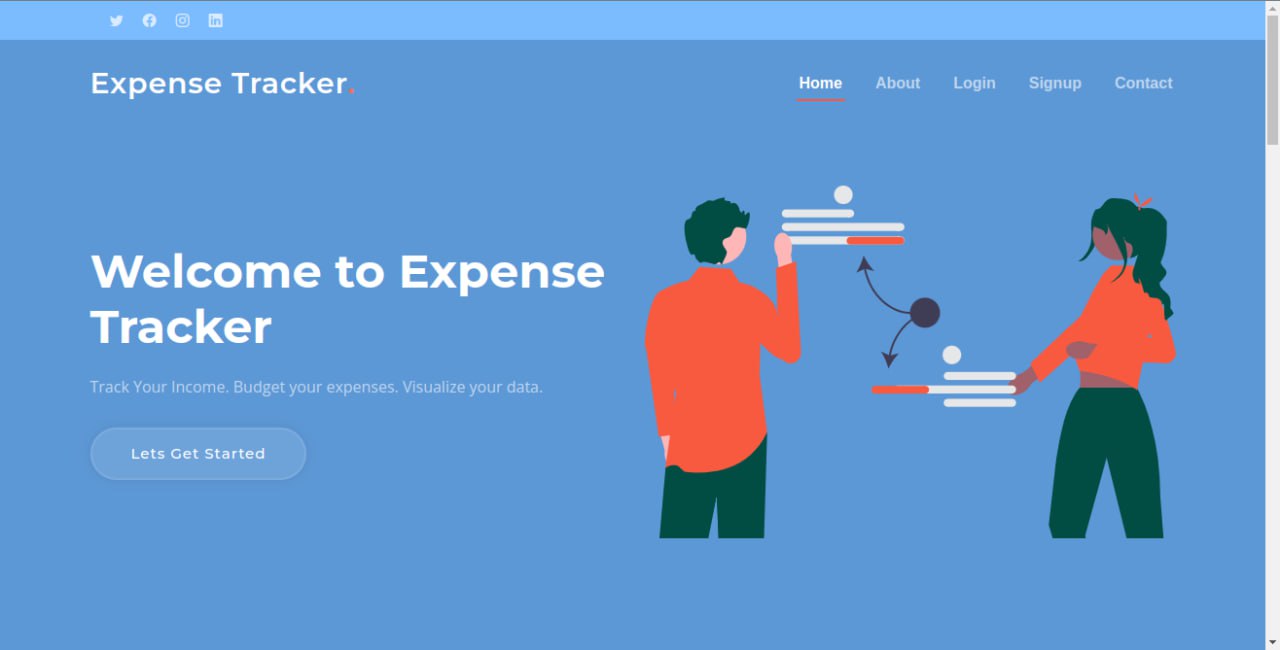 Expense Tracker.
Home About Login Signup Contact
Welcome to Expense
Tracker
Track Your Income. Budget your expenses. Visualize your data.
Lets Get Started